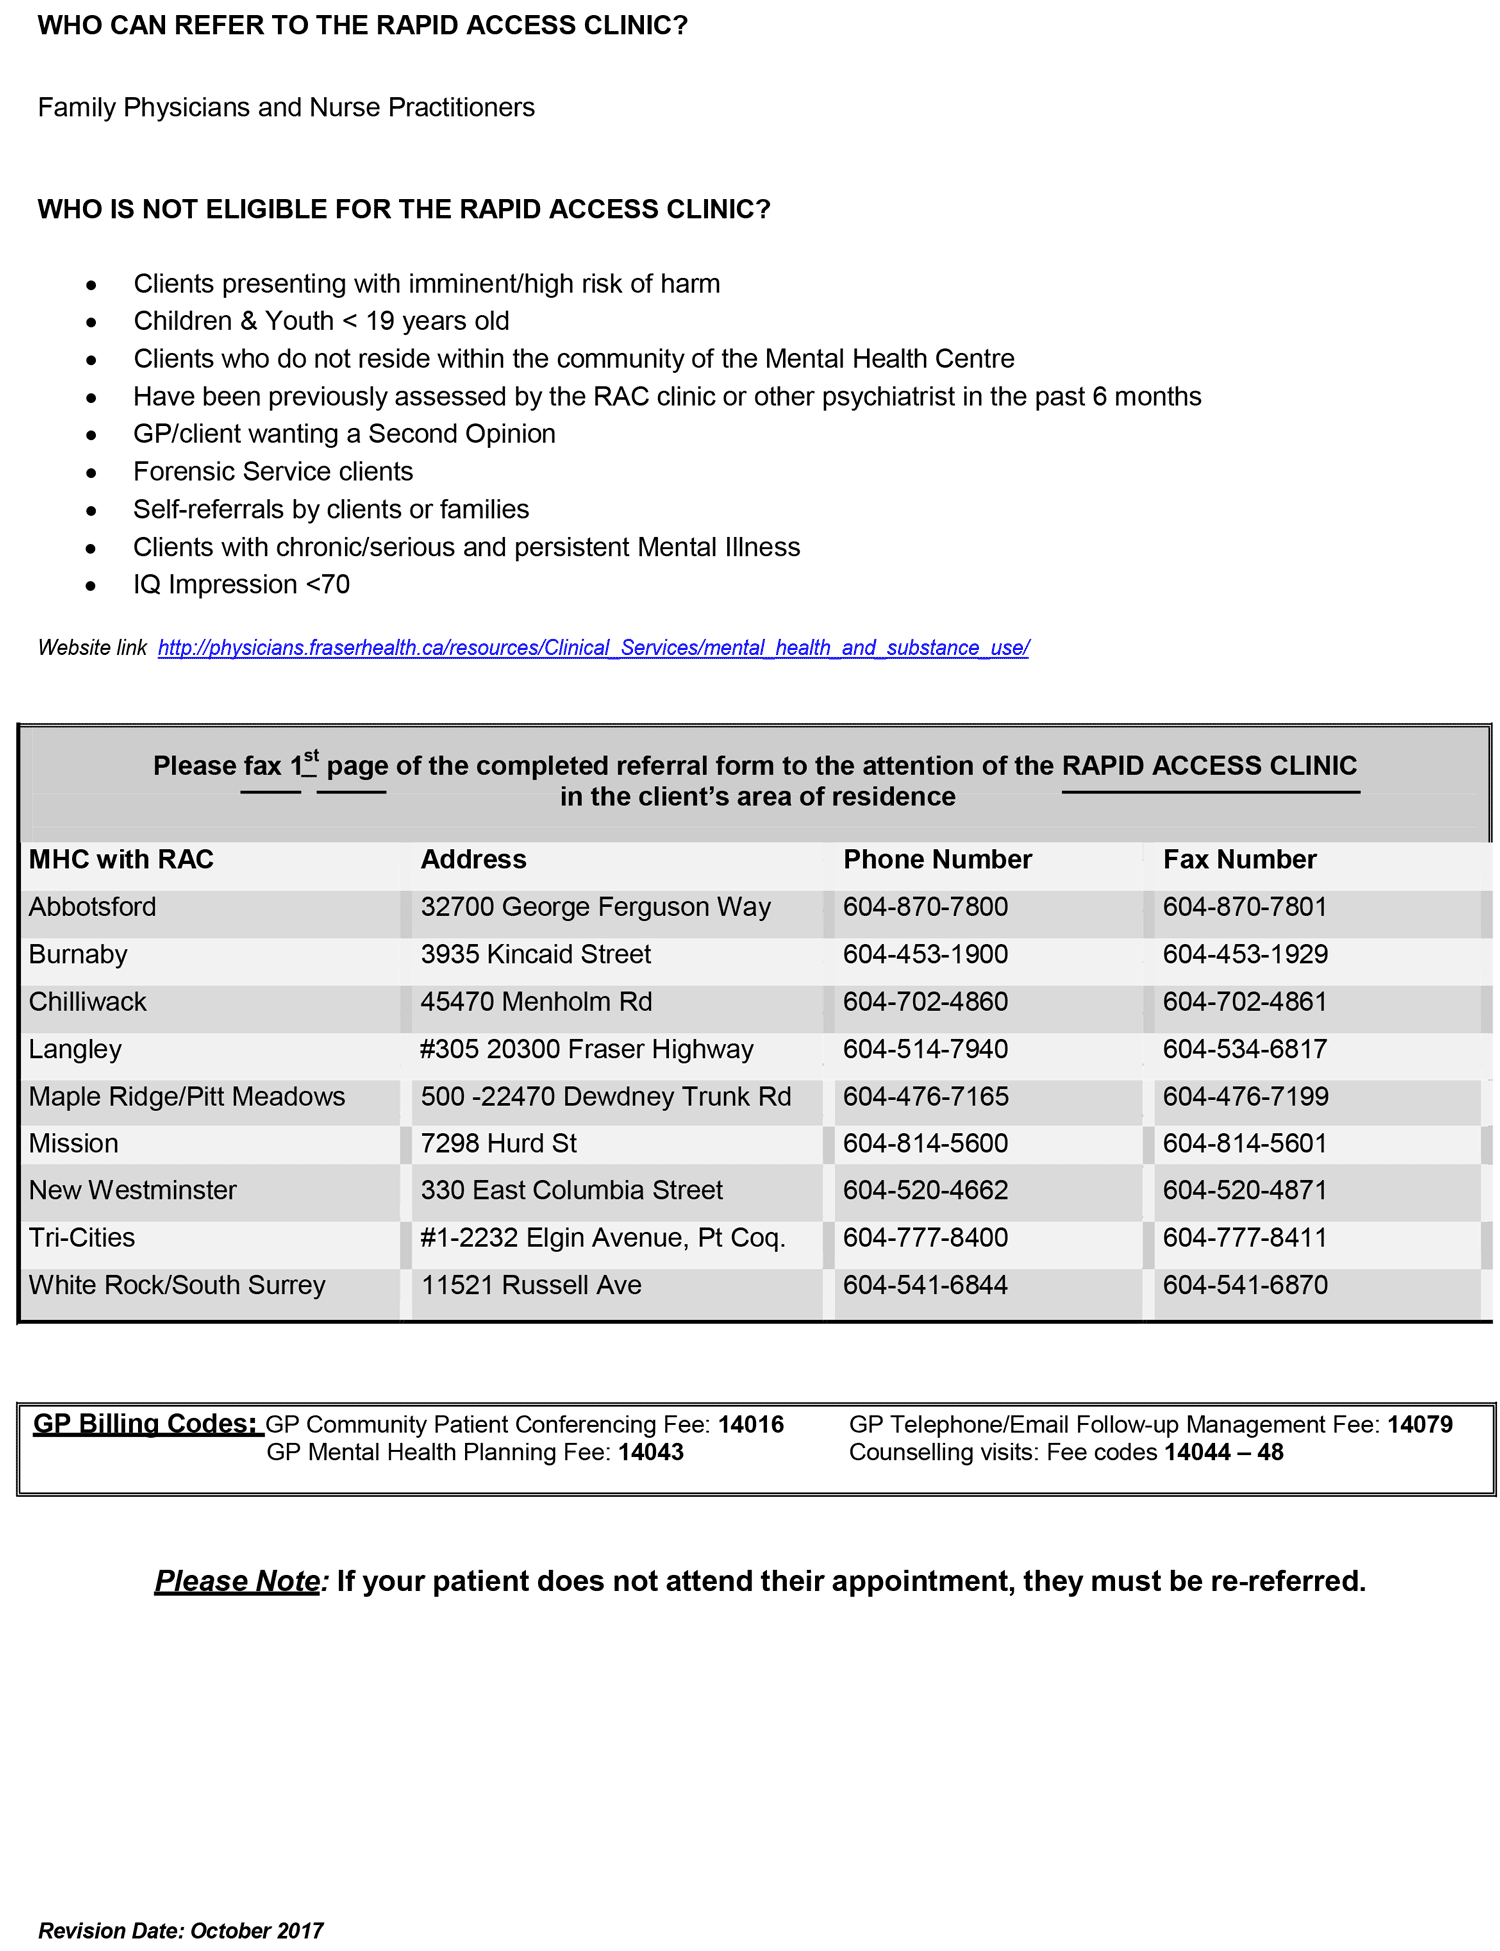 WHO CAN REFER TO THE RAPID ACCESS CLINIC?
Family Physicians and Nurse Practitioners
WHO IS NOT ELIGIBLE FOR THE RAPID ACCESS CLINIC?
• Clients presenting with imminent/high risk of harm
• Children & Youth < 19 years old
• Clients who do not reside within the community of the Mental Health Centre
• Have been previously assessed by the RAC clinic or other psychiatrist in the past 6 months
• GP/client wanting a Second Opinion
• Forensic Service clients
• Self-referrals by clients or families
• Clients with chronic/serious and persistent Mental Illness
• IQ Impression <70
Website link http://physicians.fraserhealth.ca/resources/Clinical_Services/mental_health_and_substance_use/
Please fax 1st page of the completed referral form to the attention of the RAPID ACCESS CLINIC
in the client’s area of residence
MHC with RAC Address Phone Number Fax Number
Abbotsford 32700 George Ferguson Way 604-870-7800 604-870-7801
Burnaby 3935 Kincaid Street 604-453-1900 604-453-1929
Chilliwack 45470 Menholm Rd 604-702-4860 604-702-4861
Langley #305 20300 Fraser Highway 604-514-7940 604-534-6817
Maple Ridge/Pitt Meadows 500 -22470 Dewdney Trunk Rd 604-476-7165 604-476-7199
Mission 7298 Hurd St 604-814-5600 604-814-5601
New Westminster 330 East Columbia Street 604-520-4662 604-520-4871
Tri-Cities #1-2232 Elgin Avenue, Pt Coq. 604-777-8400 604-777-8411
White Rock/South Surrey 11521 Russell Ave 604-541-6844 604-541-6870
GP Billing Codes: GP Community Patient Conferencing Fee: 14016 GP Telephone/Email Follow-up Management Fee: 14079
GP Mental Health Planning Fee: 14043 Counselling visits: Fee codes 14044 – 48
Please Note: If your patient does not attend their appointment, they must be re-referred.
Revision Date: October 2017